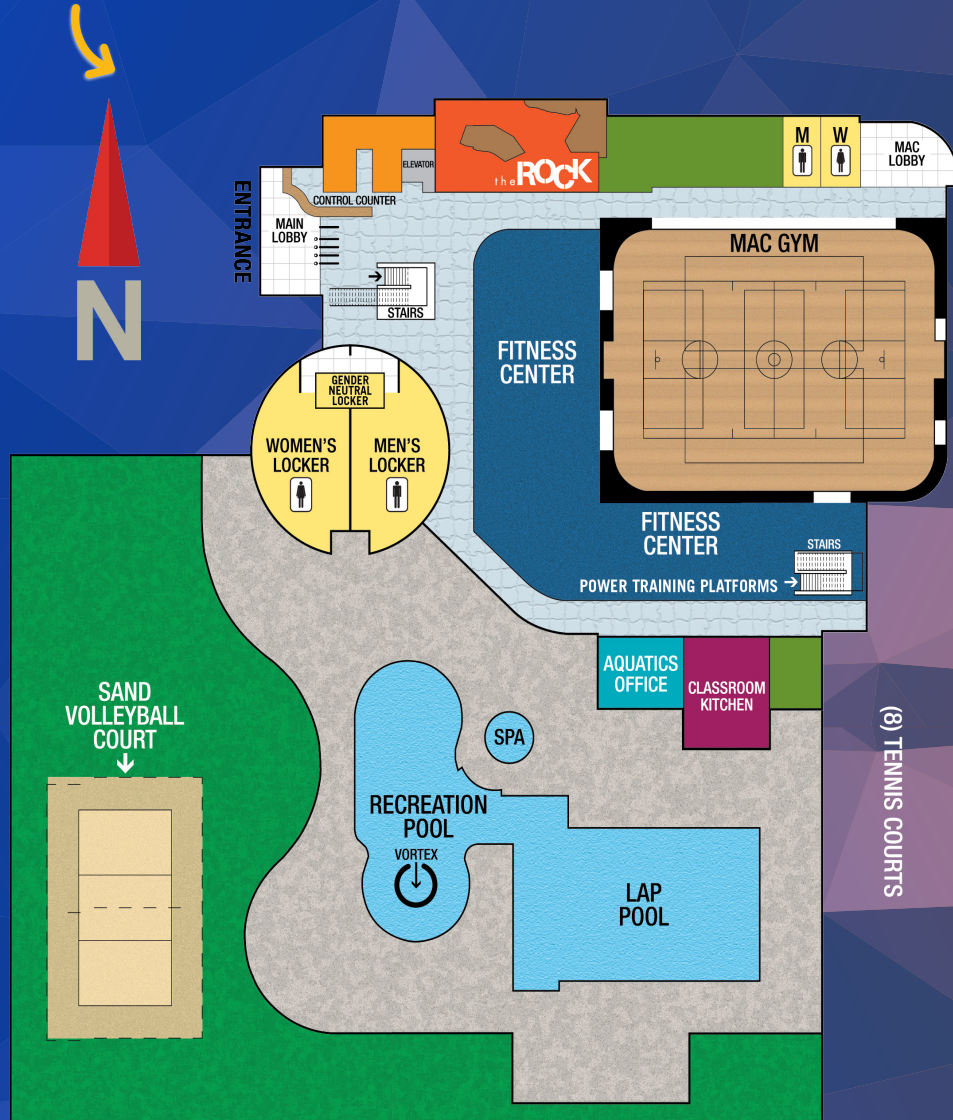 N
ENTRANCE
MAIN
LOBBY
CONTROL COUNTER
ELEVATOR
theROCK
M
W
MAC
LOBBY
STAIRS
MAC GYM
FITNESS
CENTER
GENDER
NEUTRAL
LOCKER
WOMEN'S
LOCKER
MEN'S
LOCKER
FITNESS
CENTER
STAIRS
POWER TRAINING PLATFORMS
AQUATICS
OFFICE
CLASSROOM
KITCHEN
SAND
VOLLEYBALL
COURT
SPA
RECREATION
POOL
VORTEX
LAP
POOL
(8) TENNIS COURTS